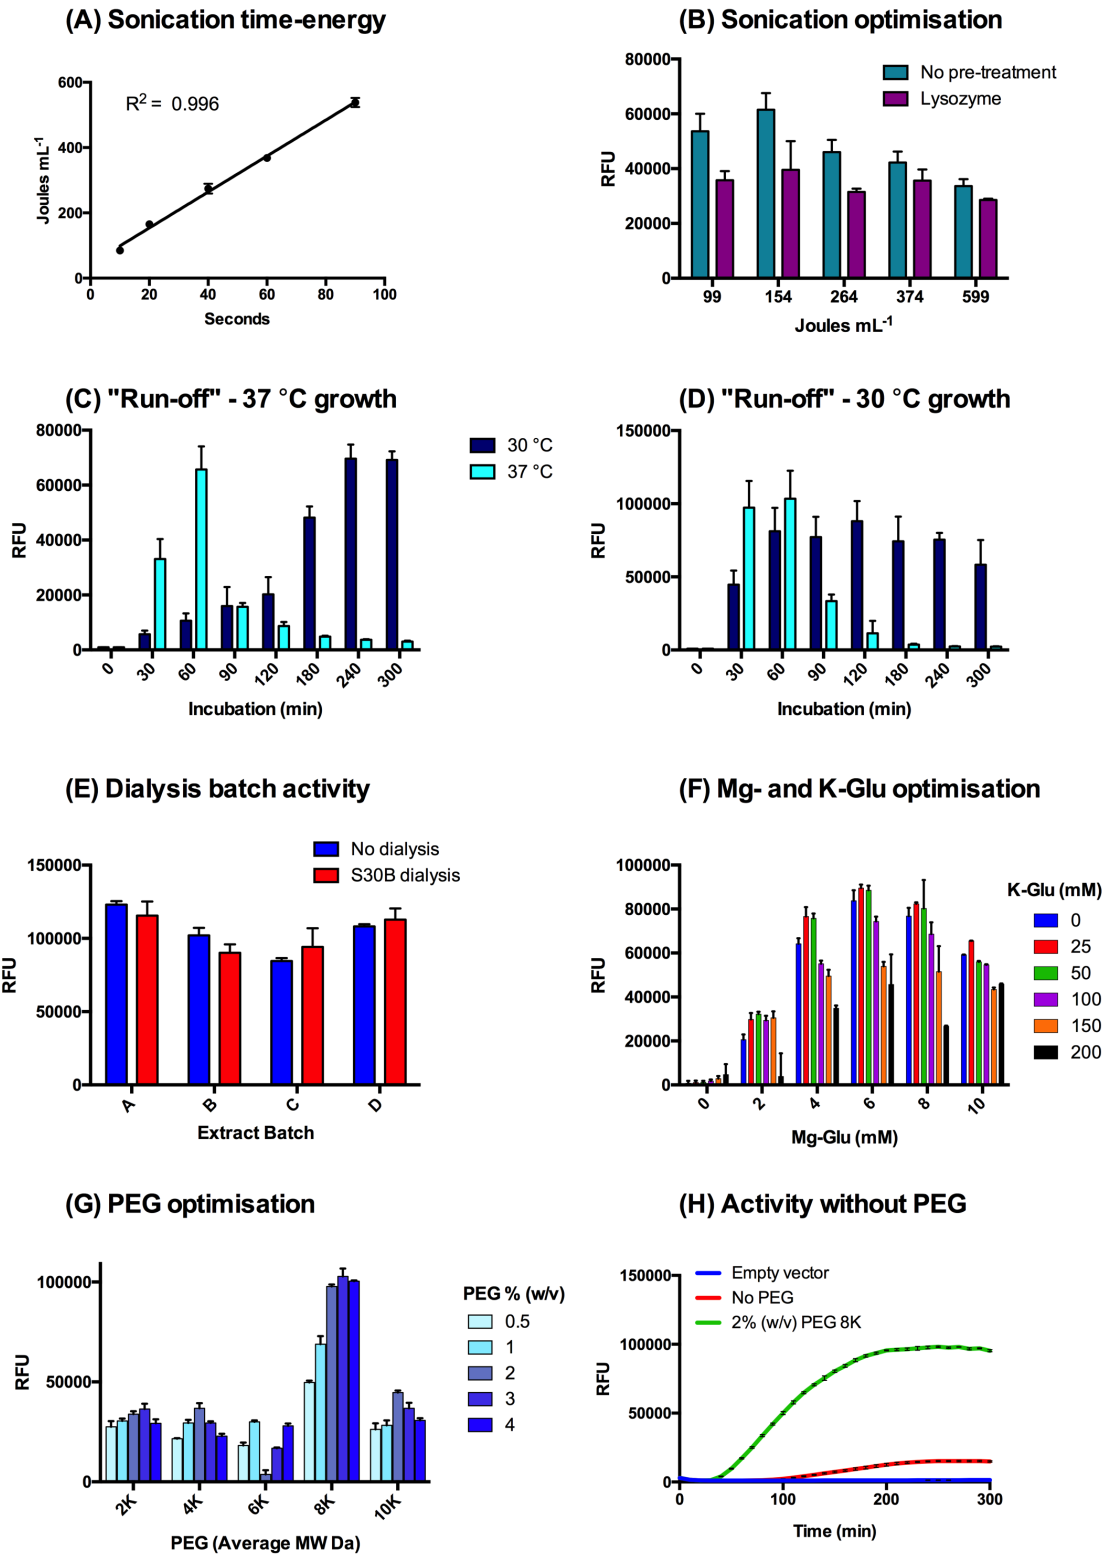 (A) Sonication time-energy
R2 = 0.996
600
400
200
0
Joules mL-1
0 20 40 60 80 100
Seconds
(B) Sonication optimisation
No pre-treatment
Lysozyme
80000
60000
40000
20000
0
RFU
99 154 264 374 599
Joules mL-1
(C) "Run-off" - 37 °C growth
30 °C
37 °C
80000
60000
40000
20000
0
RFU
0 30 60 90 120 180 240 300
Incubation (min)
(D) "Run-off" - 30 °C growth
150000
100000
50000
0
RFU
0 30 60 90 120 180 240 300
Incubation (min)
(E) Dialysis batch activity
No dialysis
S30B dialysis
150000
100000
50000
0
RFU
A B C D
Extract Batch
(F) Mg- and K-Glu optimisation
K-Glu (mM)
0
25
50
100
150
200
100000
80000
60000
40000
20000
0
RFU
0 2 4 6 8 10
Mg-Glu (mM)
(G) PEG optimisation
PEG % (w/v)
0.5
1
2
3
4
100000
50000
0
RFU
2K 4K 6K 8K 10K
PEG (Average MW Da)
(H) Activity without PEG
Empty vector
No PEG
2% (w/v) PEG 8K
150000
100000
50000
0
RFU
0 100 200 300
Time (min)